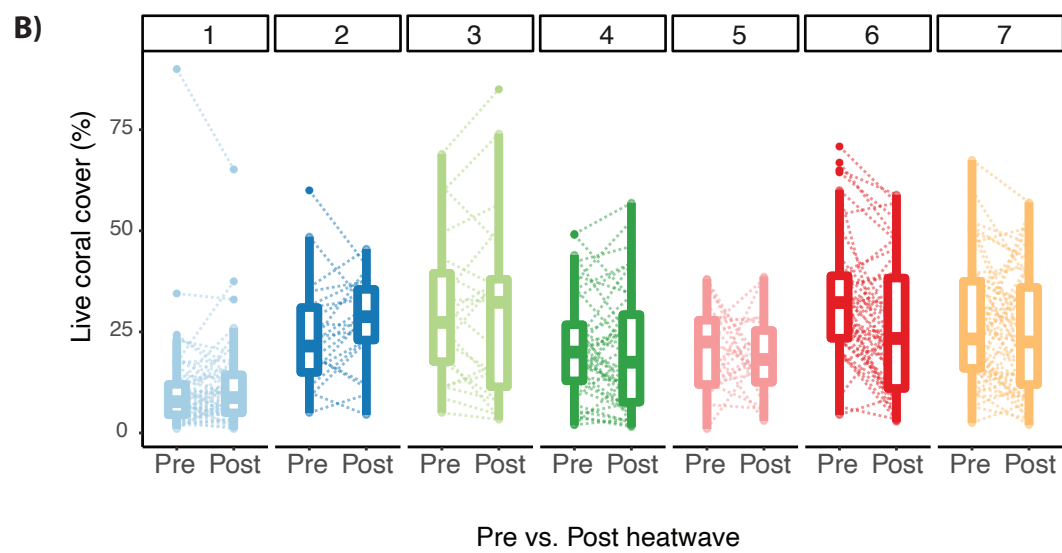 B)
1 2 3 4 5 6 7
Live coral cover (%)
75
50
25
0
Pre Post Pre Post Pre Post Pre Post Pre Post Pre Post Pre Post
Pre vs. Post heatwave